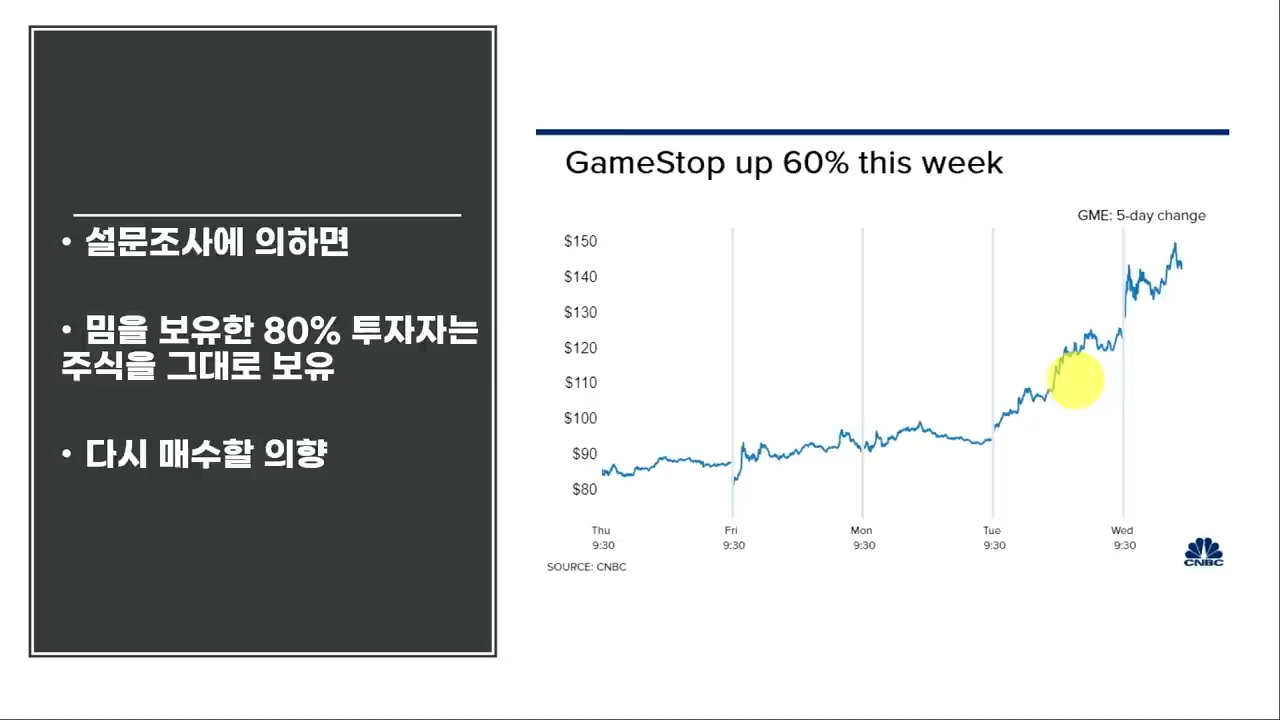 • 설문조사에 의하면
• 밈을 보유한 80% 투자자는
주식을 그대로 보유
• 다시 매수할 의향
GameStop up 60% this week
GME: 5-day change
$150
$140
$130
$120
$110
$100
$90
$80
Thu Fri Mon Tue Wed
9:30 9:30 9:30 9:30 9:30
SOURCE: CNBC
CNBC